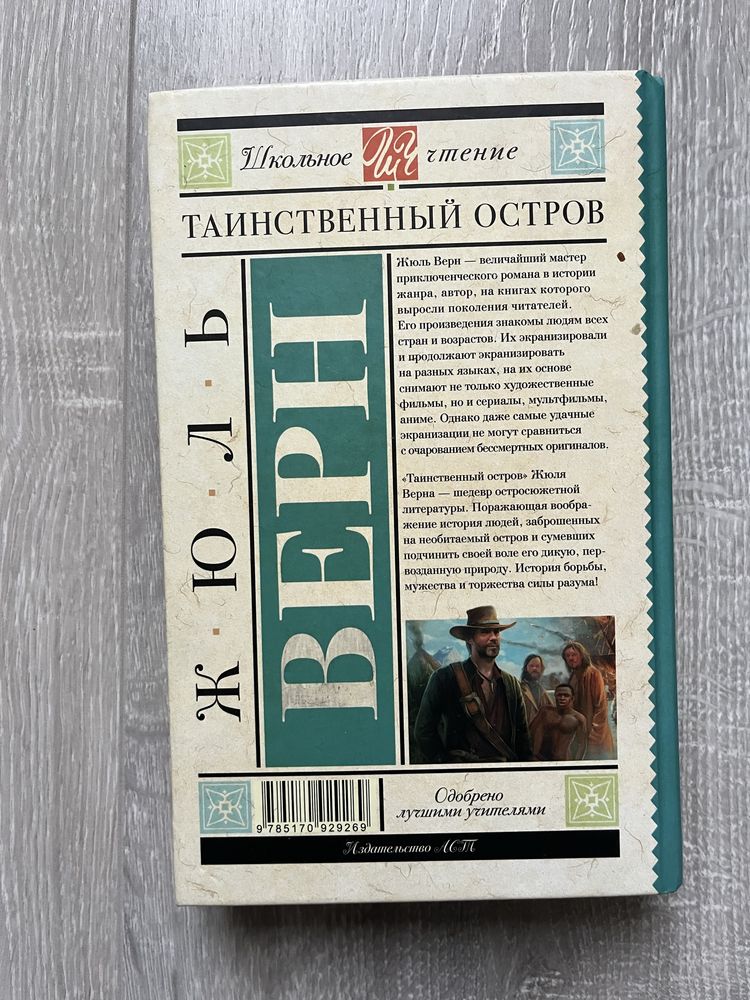 Школьное ШЧ чтение
ТАИНСТВЕННЫЙ ОСТРОВ
ЖЮЛЬ
ВЕРН
Жюль Верн — величайший мастер
приключенческого романа в истории
жанра, автор, на книгах которого
выросли поколения читателей.
Его произведения знакомы людям всех
стран и возрастов. Их экранизировали
и продолжают экранизировать
на разных языках, на их основе
снимают не только художественные
фильмы, но и сериалы, мультфильмы,
аниме. Однако даже самые удачные
экранизации не могут сравниться
с очарованием бессмертных оригиналов.
«Таинственный остров» Жюля
Верна — шедевр остросюжетной
литературы. Поражающая вообра-
жение история людей, заброшенных
на необитаемый остров и сумевших
подчинить своей воле его дикую, пер-
возданную природу. История борьбы,
мужества и торжества силы разума!
9 785170 929269
Одобрено
лучшими учителями
Издательство АСТ